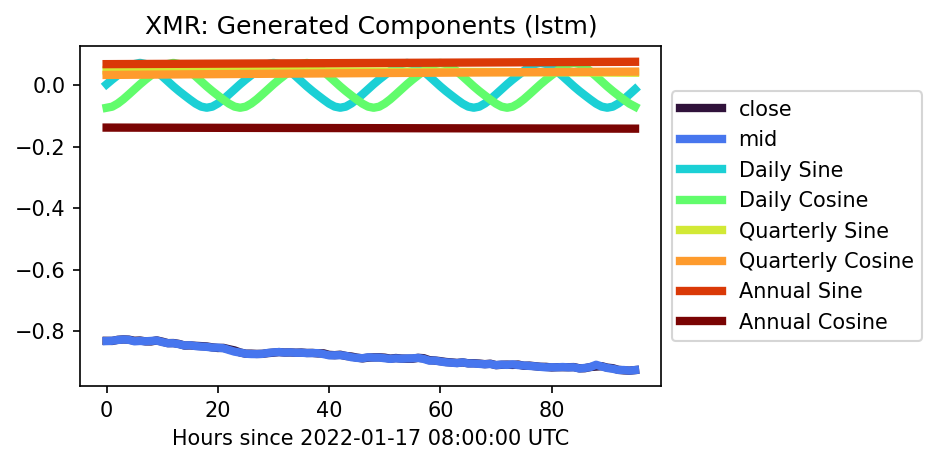 XMR: Generated Components (lstm)
0.0
−0.2
−0.4
−0.6
−0.8
0 20 40 60 80
Hours since 2022-01-17 08:00:00 UTC
close
mid
Daily Sine
Daily Cosine
Quarterly Sine
Quarterly Cosine
Annual Sine
Annual Cosine